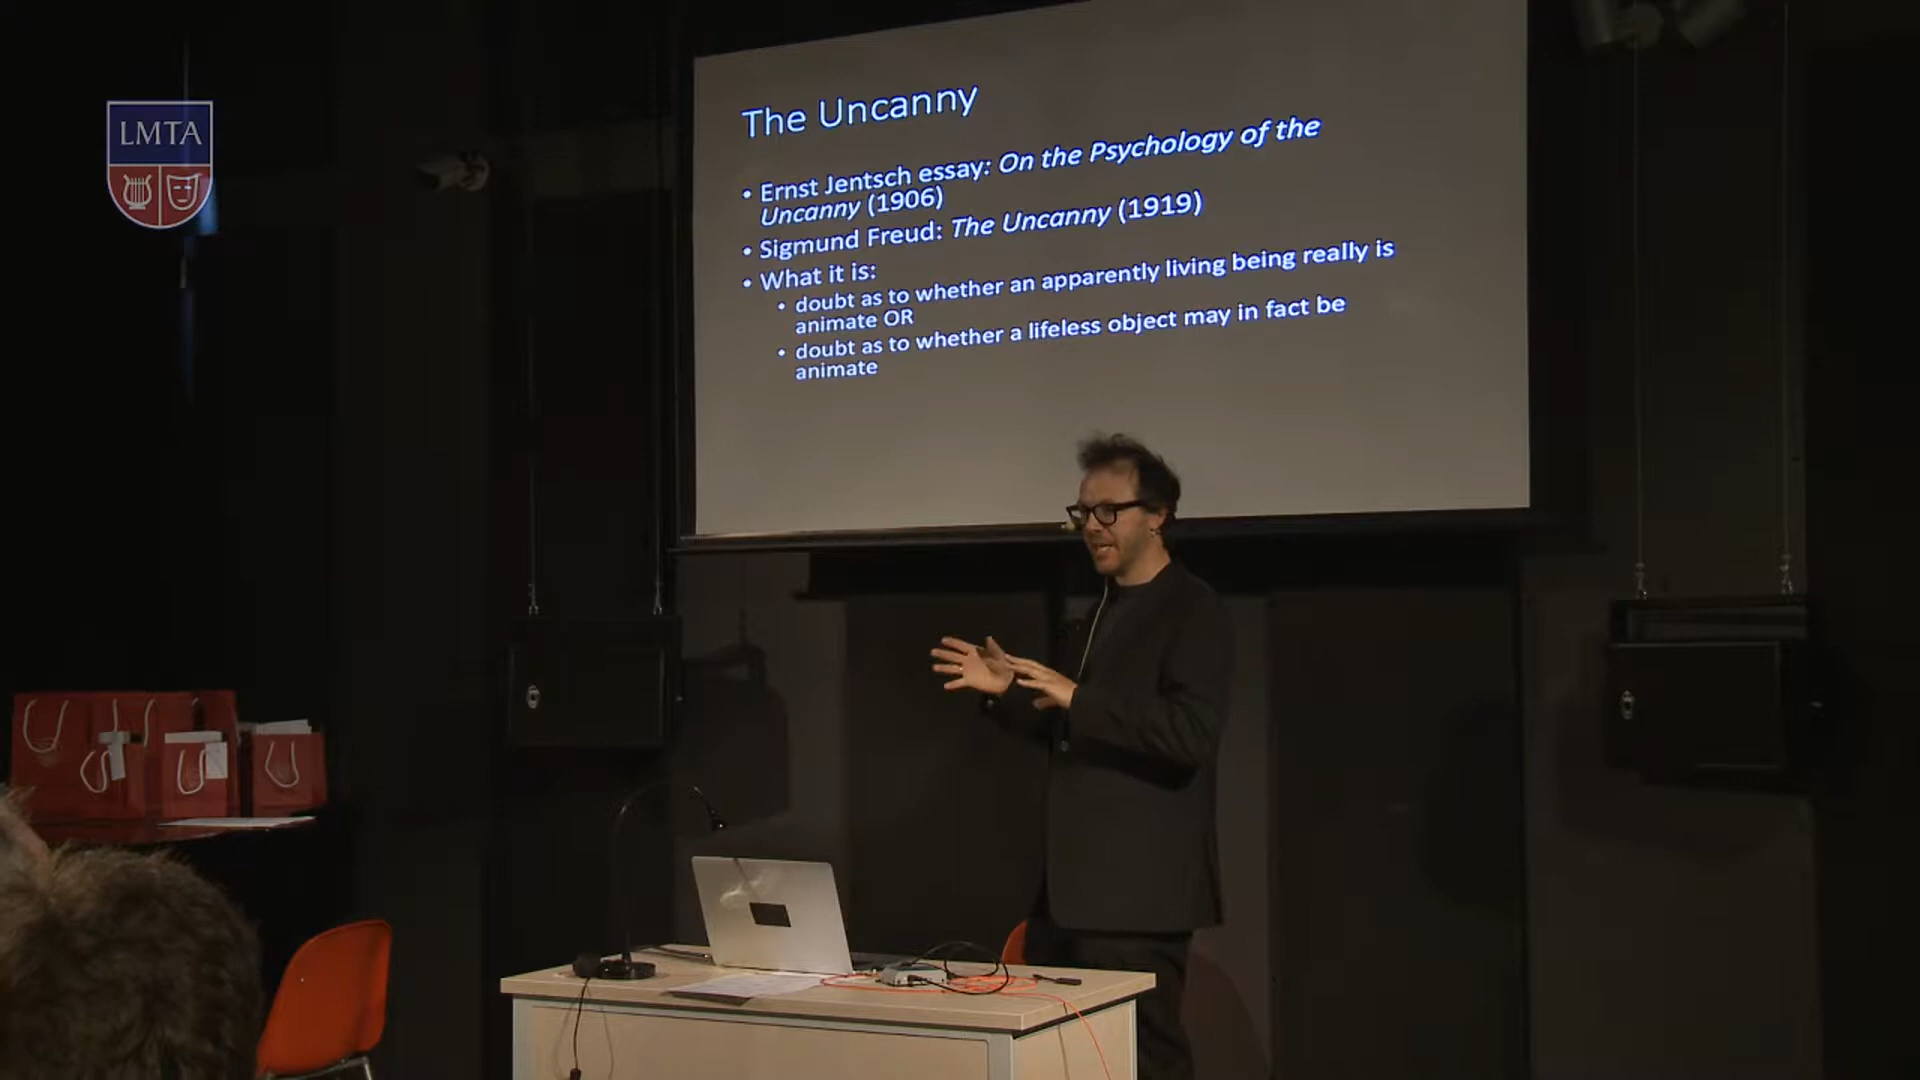 LMTA
The Uncanny
• Ernst Jentsch essay: On the Psychology of the
Uncanny (1906)
• Sigmund Freud: The Uncanny (1919)
• What it is:
• doubt as to whether an apparently living being really is
animate OR
• doubt as to whether a lifeless object may in fact be
animate